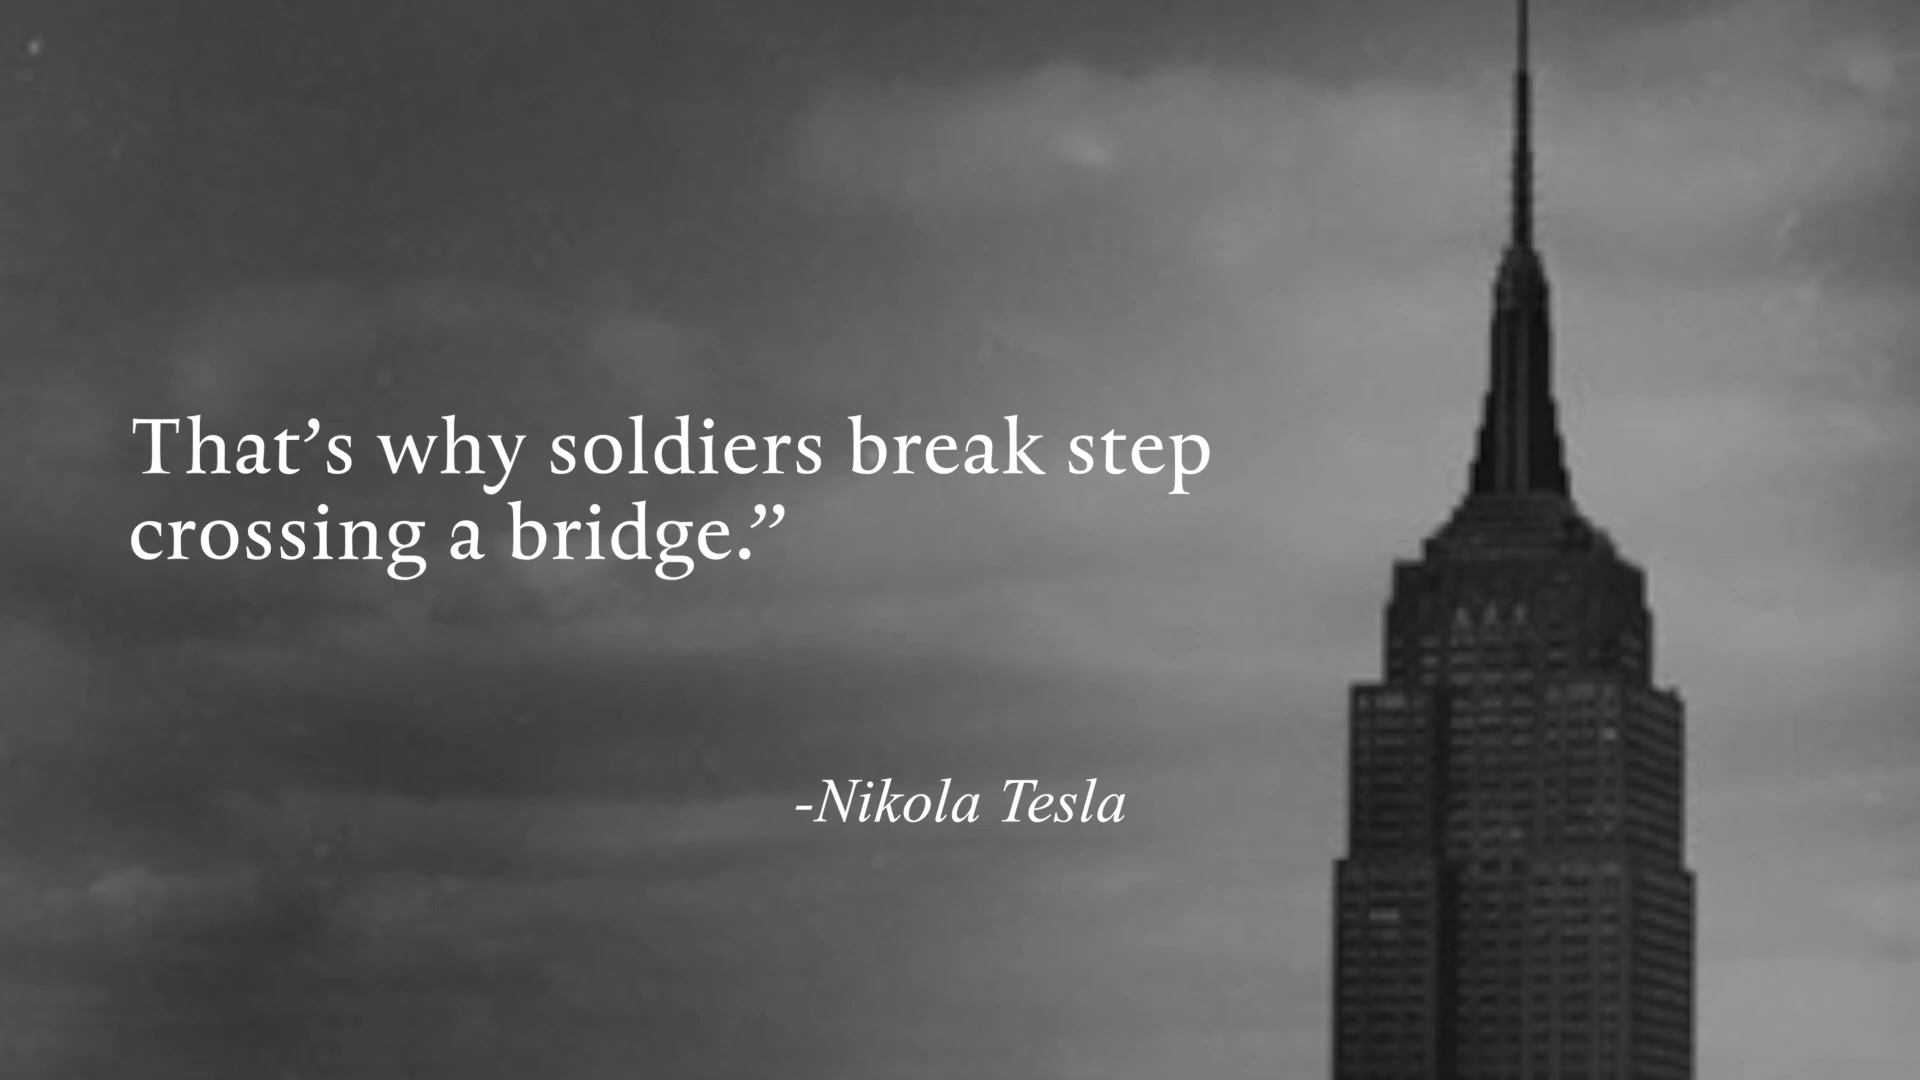 That’s why soldiers break step
crossing a bridge.”
-Nikola Tesla